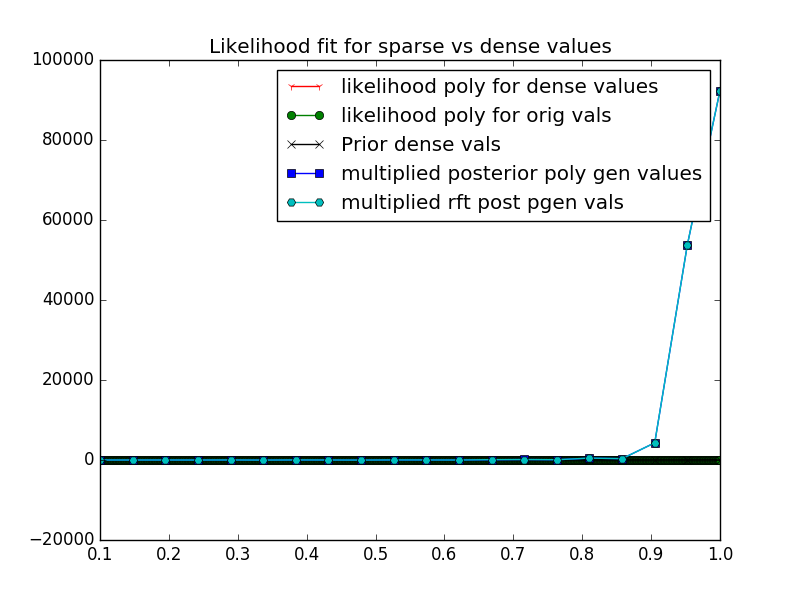 Likelihood fit for sparse vs dense values
100000
80000
60000
40000
20000
0
−20000
likelihood poly for dense values
likelihood poly for orig vals
Prior dense vals
multiplied posterior poly gen values
multiplied rft post pgen vals
0.1 0.2 0.3 0.4 0.5 0.6 0.7 0.8 0.9 1.0